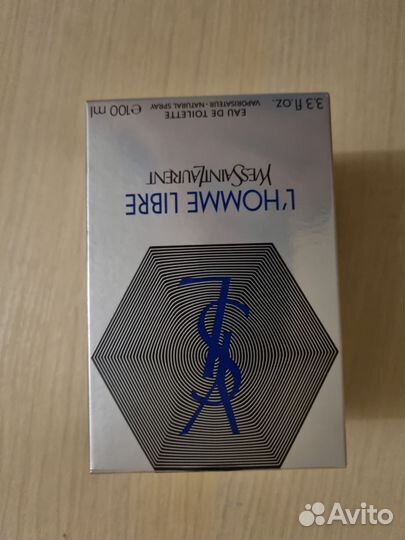 YSL
L'HOMME LIBRE
YVESSAINTLAURENT
EAU DE TOILETTE
VAPORISATEUR - NATURAL SPRAY
3.3 fl.oz. ℮100 ml
Avito